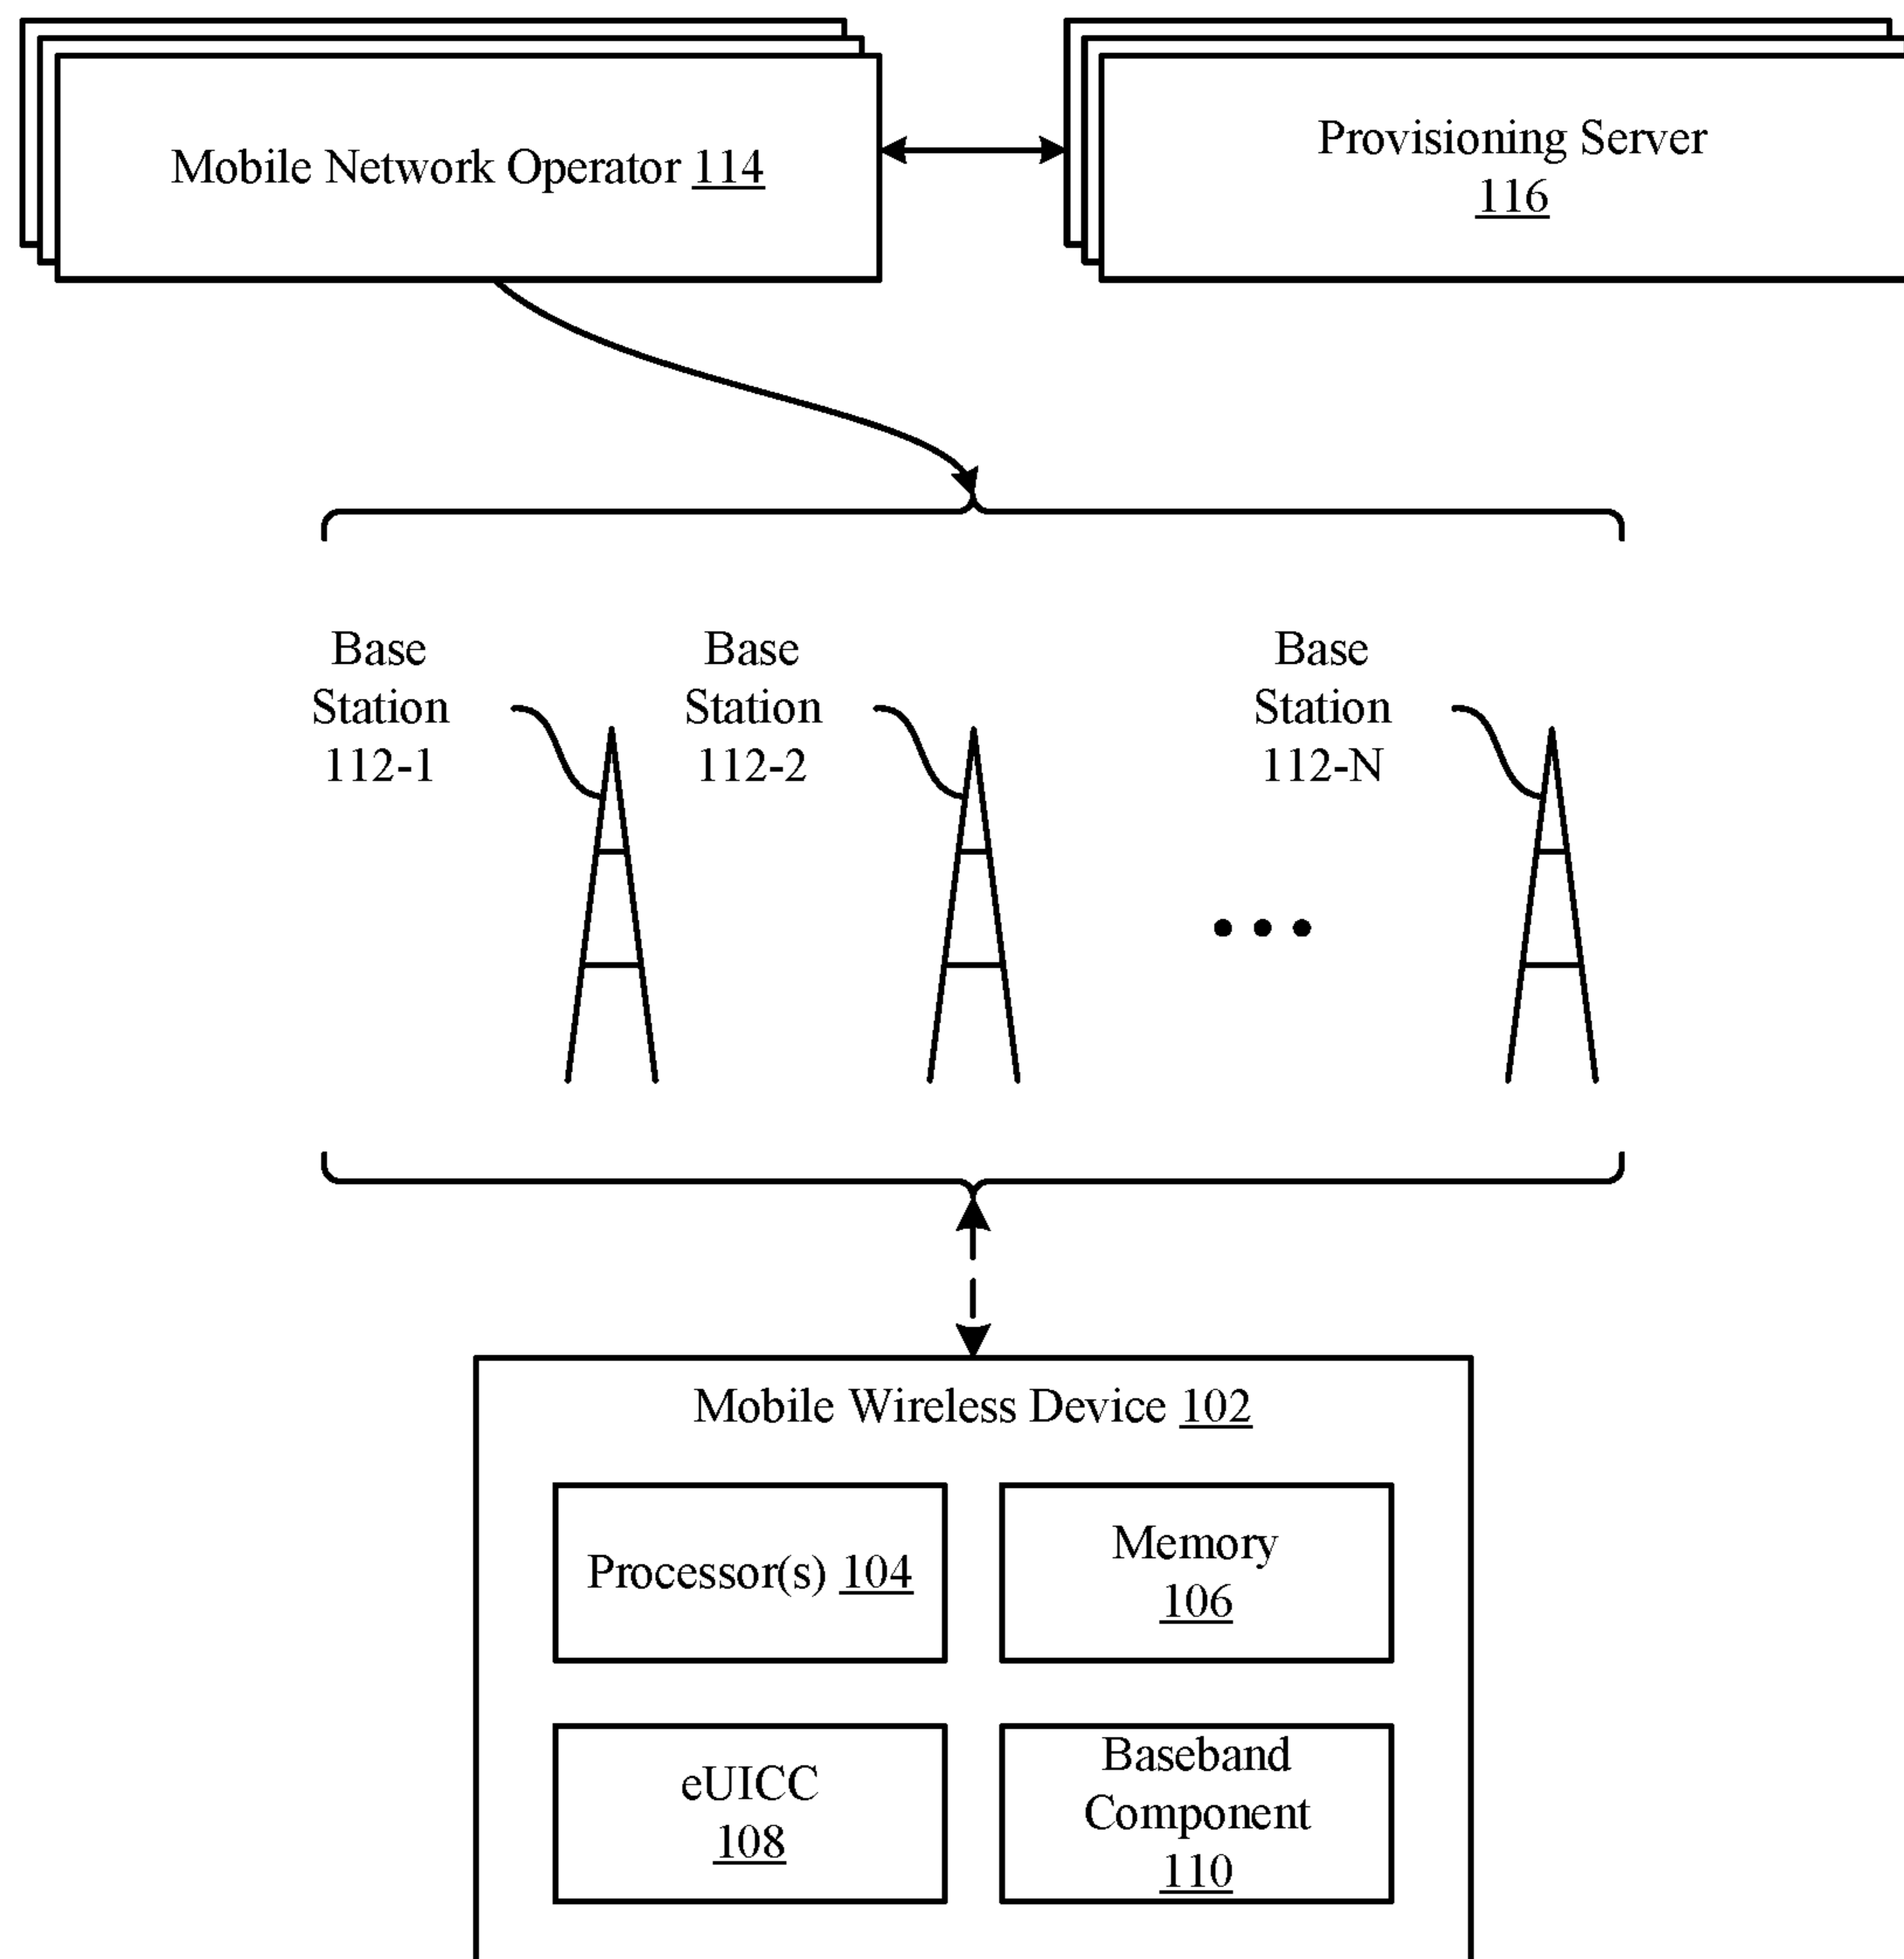 Mobile Network Operator 114
Provisioning Server
116
Base
Station
112-1
Base
Station
112-2
Base
Station
112-N
Mobile Wireless Device 102
Processor(s) 104
Memory
106
eUICC
108
Baseband
Component
110